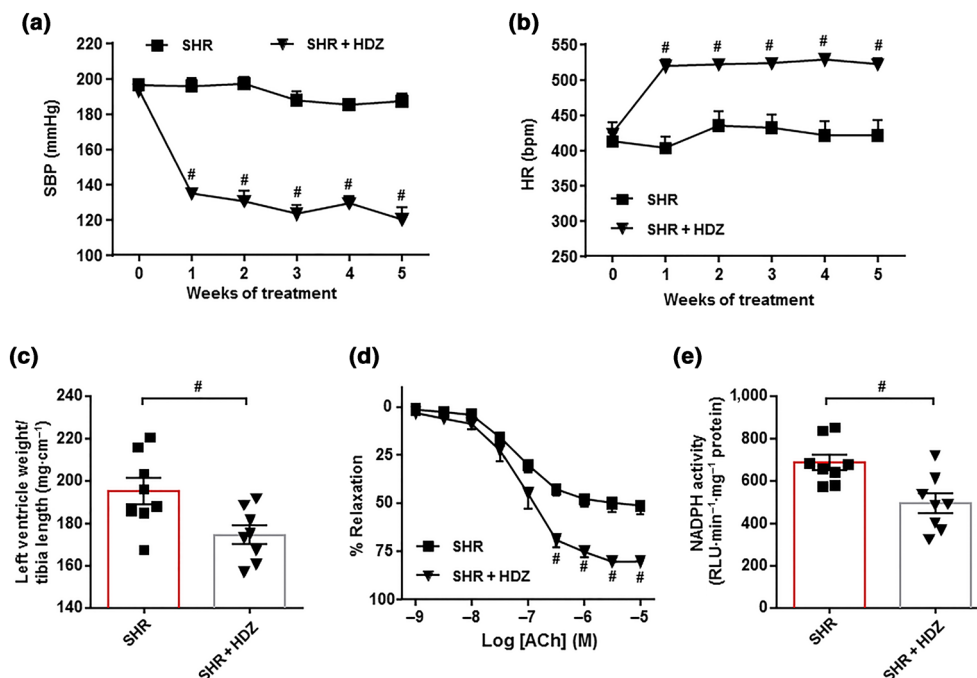 (a)
SHR
SHR + HDZ
SBP (mmHg)
220
200
180
160
140
120
100
# # # # #
0 1 2 3 4 5
Weeks of treatment
(b)
HR (bpm)
550
500
450
400
350
300
250
# # # # #
SHR
SHR + HDZ
0 1 2 3 4 5
Weeks of treatment
(c)
Left ventricle weight/
tibia length (mg·cm−1)
240
220
200
180
160
140
#
SHR
SHR + HDZ
(d)
% Relaxation
0
25
50
75
100
SHR
SHR + HDZ
# # # #
−9 −8 −7 −6 −5
Log [ACh] (M)
(e)
NADPH activity
(RLU·min−1·mg−1 protein)
1,000
800
600
400
200
0
#
SHR
SHR + HDZ